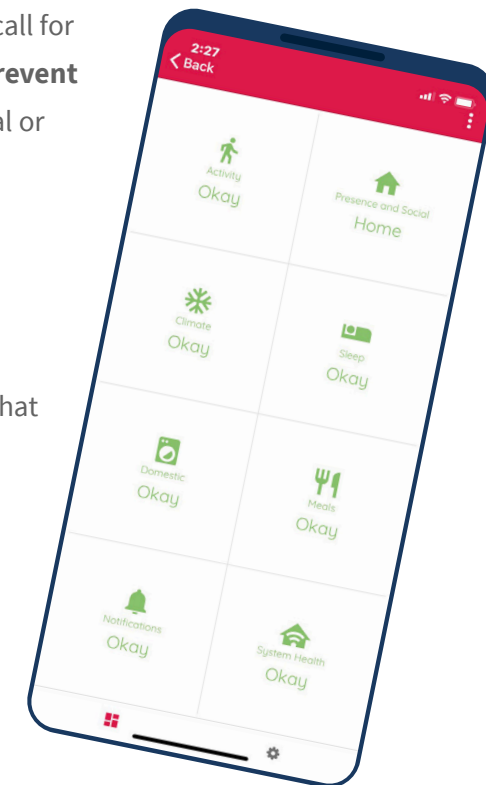 call for
revent
al or
hat
2:27
Back
Activity
Okay
Presence and Social
Home
Climate
Okay
Sleep
Okay
Domestic
Okay
Meals
Okay
Notifications
Okay
System Health
Okay